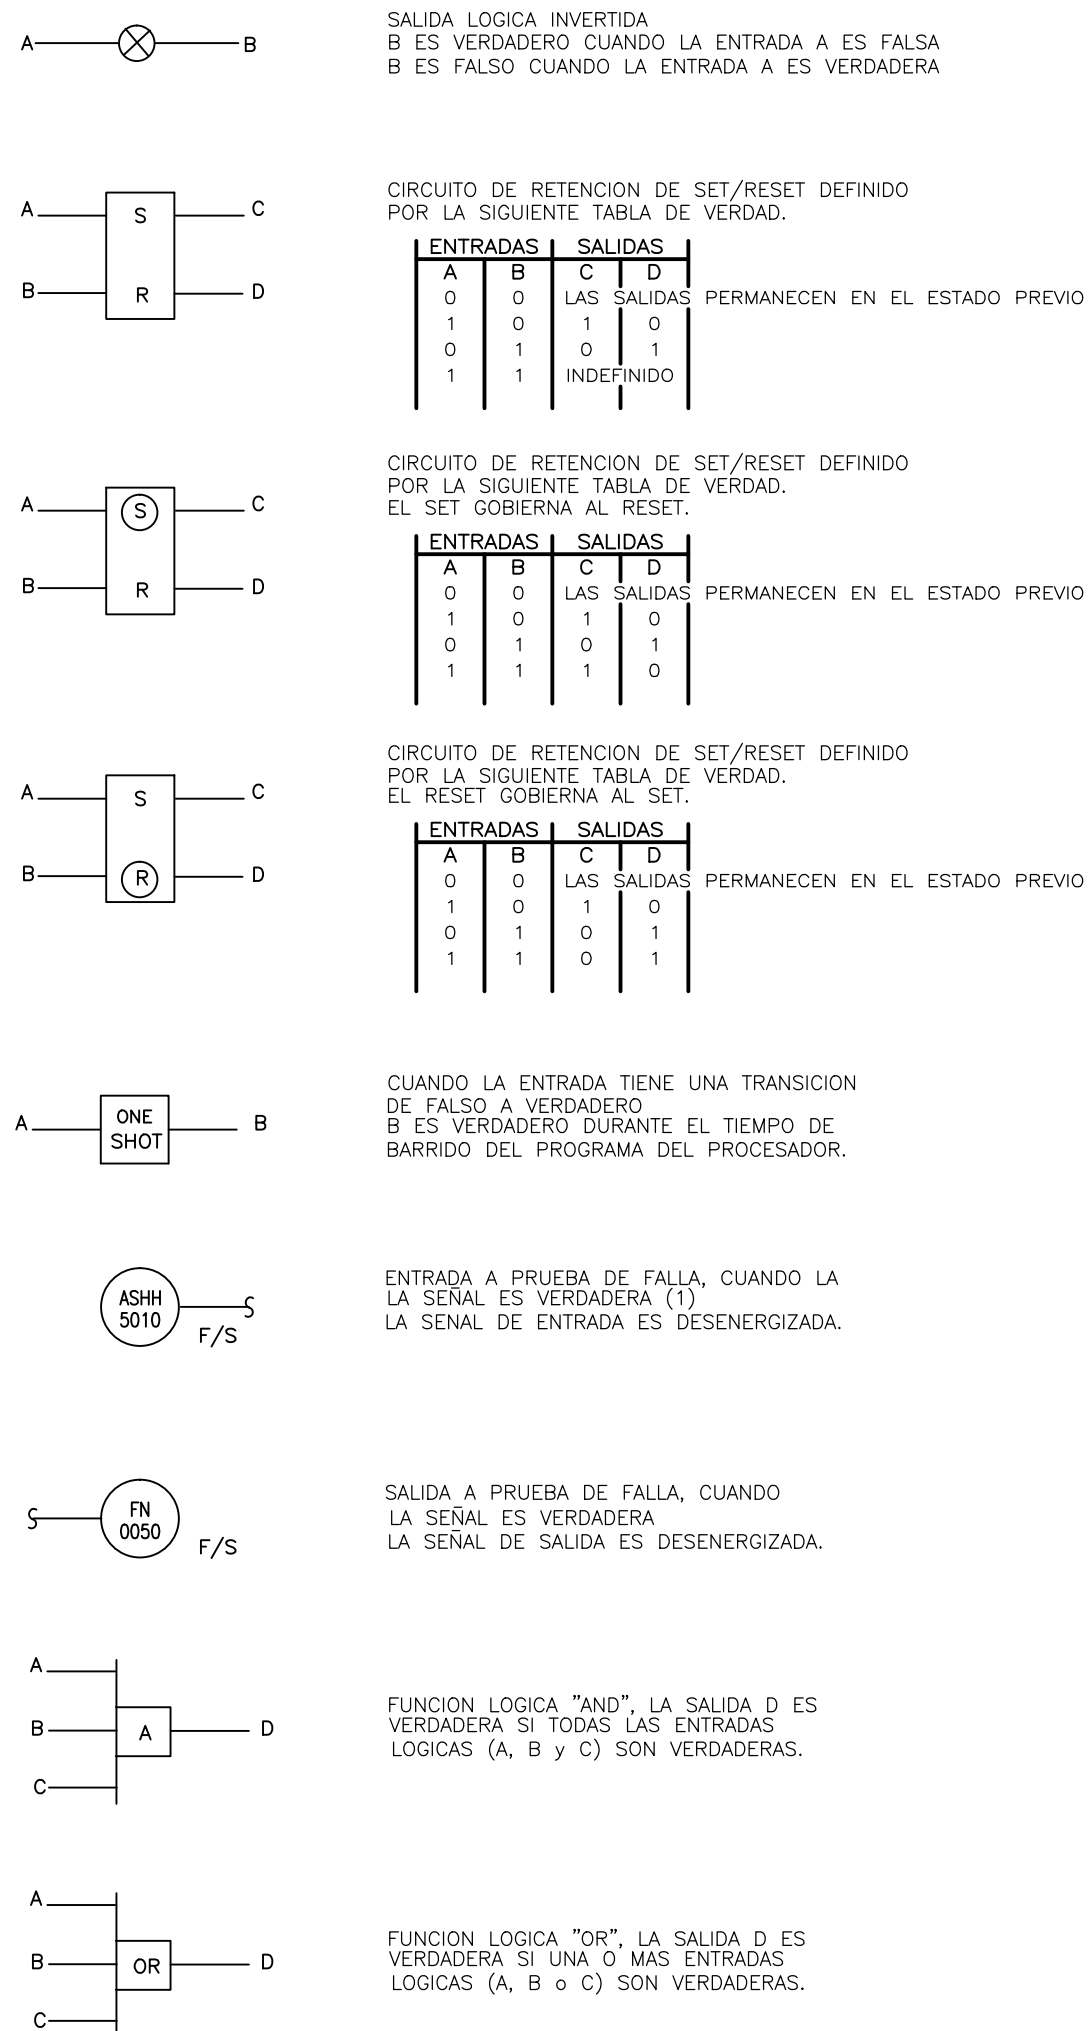 SALIDA LOGICA INVERTIDA
A B B ES VERDADERO CUANDO LA ENTRADA A ES FALSA
B ES FALSO CUANDO LA ENTRADA A ES VERDADERA
CIRCUITO DE RETENCION DE SET/RESET DEFINIDO
A S C POR LA SIGUIENTE TABLA DE VERDAD.
ENTRADAS SALIDAS
A B C D
B R D 0 0 LAS SALIDAS PERMANECEN EN EL ESTADO PREVIO
1 0 1 0
0 1 0 1
1 1 INDEFINIDO
CIRCUITO DE RETENCION DE SET/RESET DEFINIDO
POR LA SIGUIENTE TABLA DE VERDAD.
A S C EL SET GOBIERNA AL RESET.
ENTRADAS SALIDAS
A B C D
B R D 0 0 LAS SALIDAS PERMANECEN EN EL ESTADO PREVIO
1 0 1 0
0 1 0 1
1 1 1 0
CIRCUITO DE RETENCION DE SET/RESET DEFINIDO
POR LA SIGUIENTE TABLA DE VERDAD.
A S C EL RESET GOBIERNA AL SET.
ENTRADAS SALIDAS
A B C D
B R D 0 0 LAS SALIDAS PERMANECEN EN EL ESTADO PREVIO
1 0 1 0
0 1 0 1
1 1 0 1
CUANDO LA ENTRADA TIENE UNA TRANSICION
DE FALSO A VERDADERO
A ONE SHOT B B ES VERDADERO DURANTE EL TIEMPO DE
BARRIDO DEL PROGRAMA DEL PROCESADOR.
ENTRADA A PRUEBA DE FALLA, CUANDO LA
ASHH LA SEÑAL ES VERDADERA (1)
5010 F/S LA SENAL DE ENTRADA ES DESENERGIZADA.
SALIDA A PRUEBA DE FALLA, CUANDO
FN LA SEÑAL ES VERDADERA
0050 F/S LA SEÑAL DE SALIDA ES DESENERGIZADA.
A
FUNCION LOGICA "AND", LA SALIDA D ES
B A D VERDADERA SI TODAS LAS ENTRADAS
LOGICAS (A, B y C) SON VERDADERAS.
C
A
FUNCION LOGICA "OR", LA SALIDA D ES
B OR D VERDADERA SI UNA O MAS ENTRADAS
LOGICAS (A, B o C) SON VERDADERAS.
C